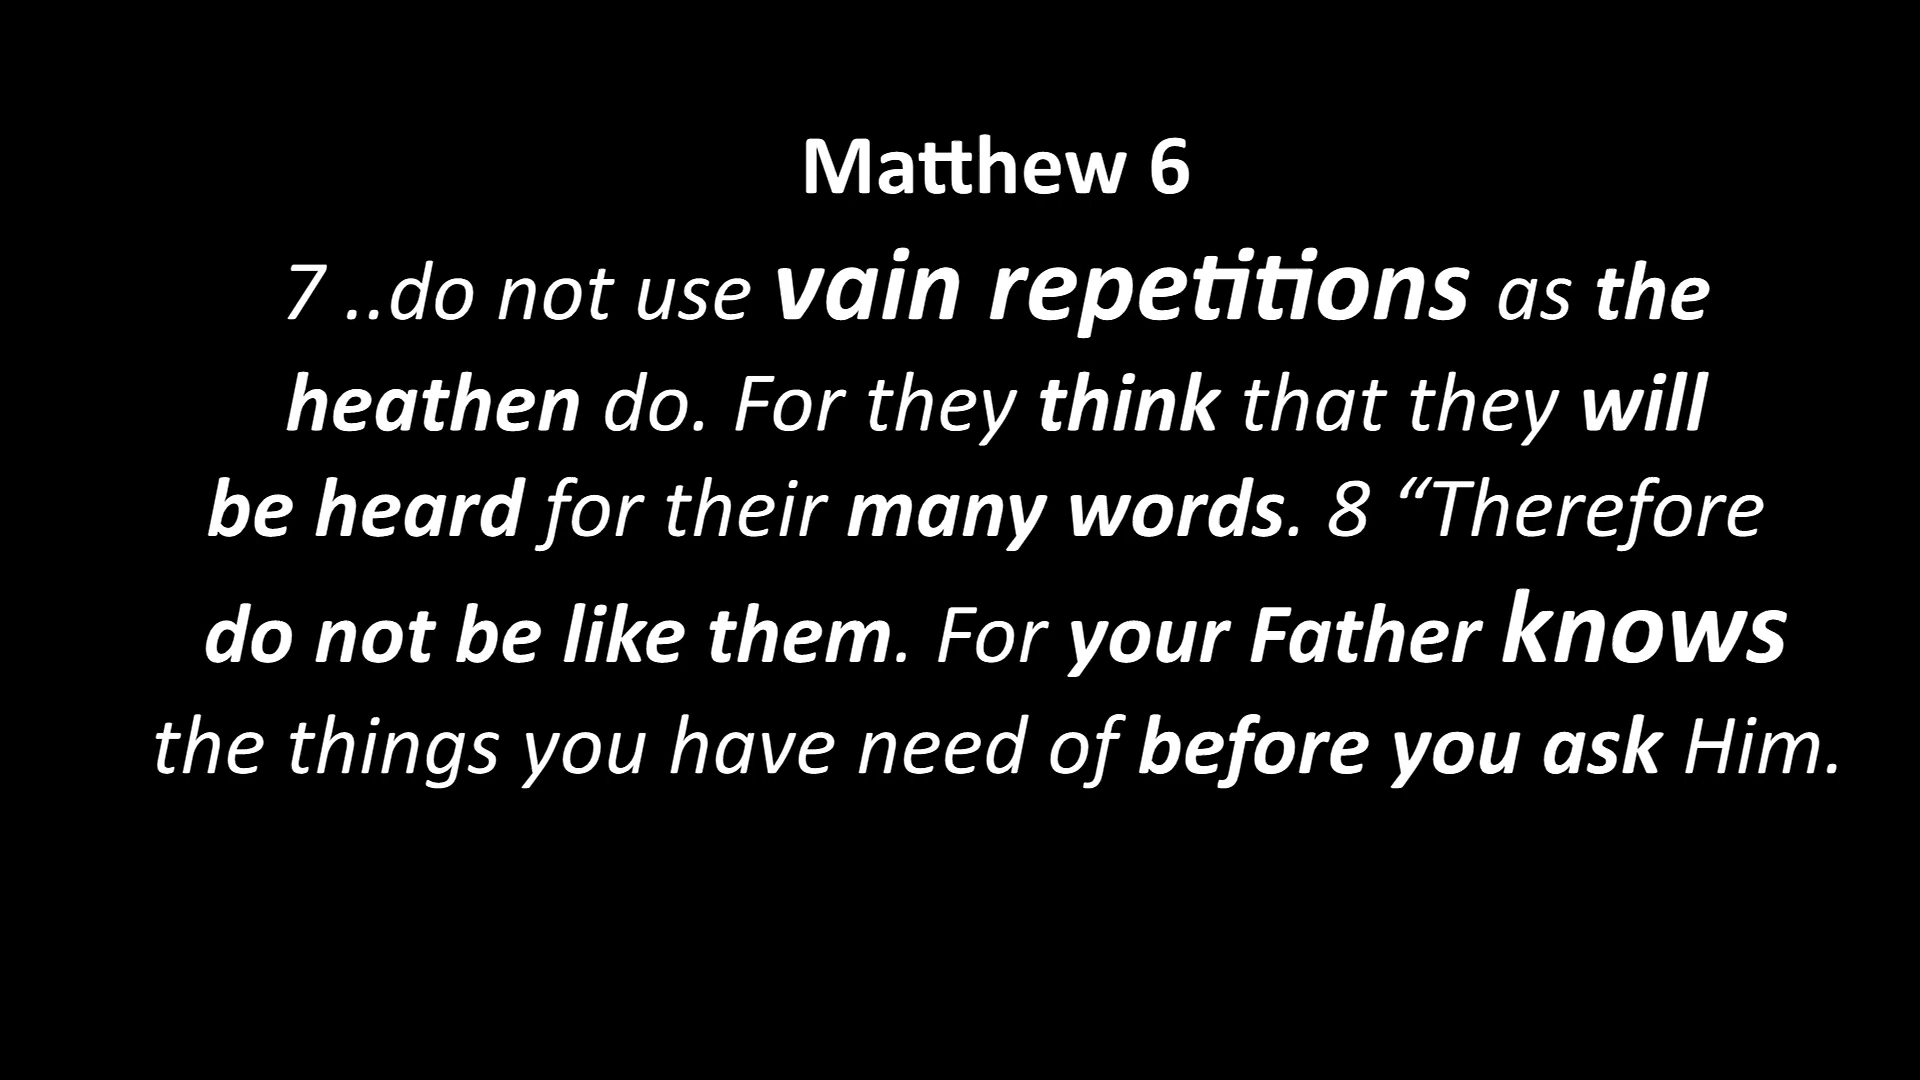 Matthew 6
7 ..do not use vain repetitions as the
heathen do. For they think that they will
be heard for their many words. 8 “Therefore
do not be like them. For your Father knows
the things you have need of before you ask Him.